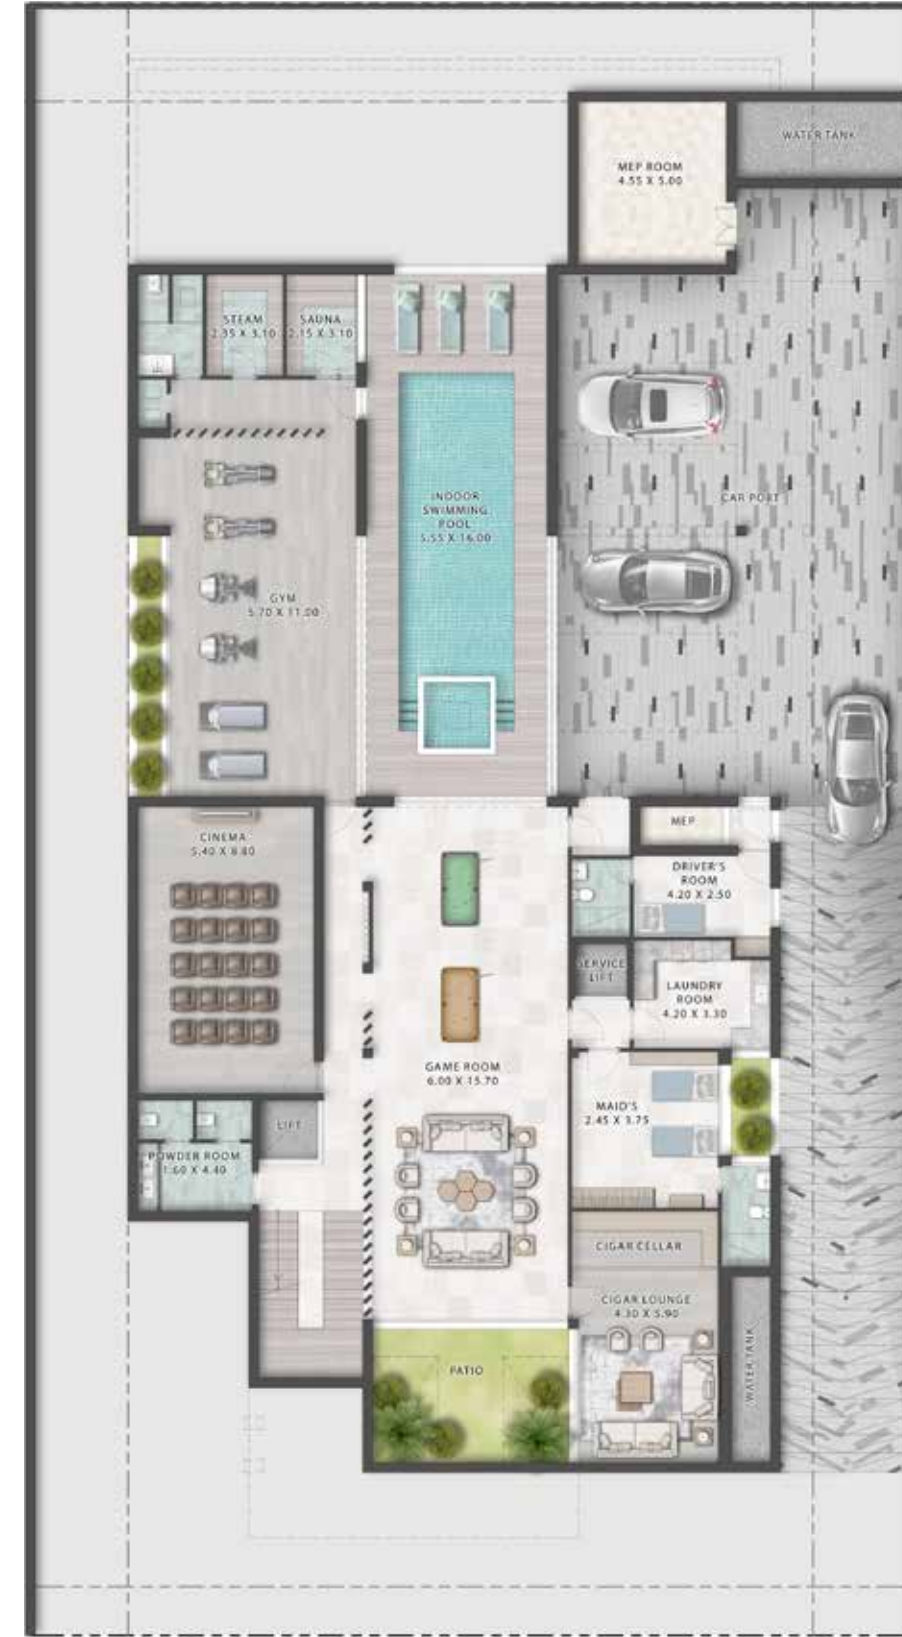 WATER TANK
MEP ROOM
4.55 X 5.00
STEAM
2.35 X 3.10
SAUNA
2.15 X 3.10
INDOOR
SWIMMING
POOL
5.55 X 16.00
CAR PORT
GYM
5.70 X 11.00
CINEMA
5.40 X 8.80
MEP
DRIVER'S
ROOM
4.20 X 2.50
SERVICE
LIFT
LAUNDRY
ROOM
4.20 X 3.30
GAME ROOM
6.00 X 15.70
MAID'S
2.45 X 3.75
LIFT
POWDER ROOM
1.60 X 4.40
CIGAR CELLAR
CIGAR LOUNGE
4.30 X 5.90
PATIO
WATER TANK